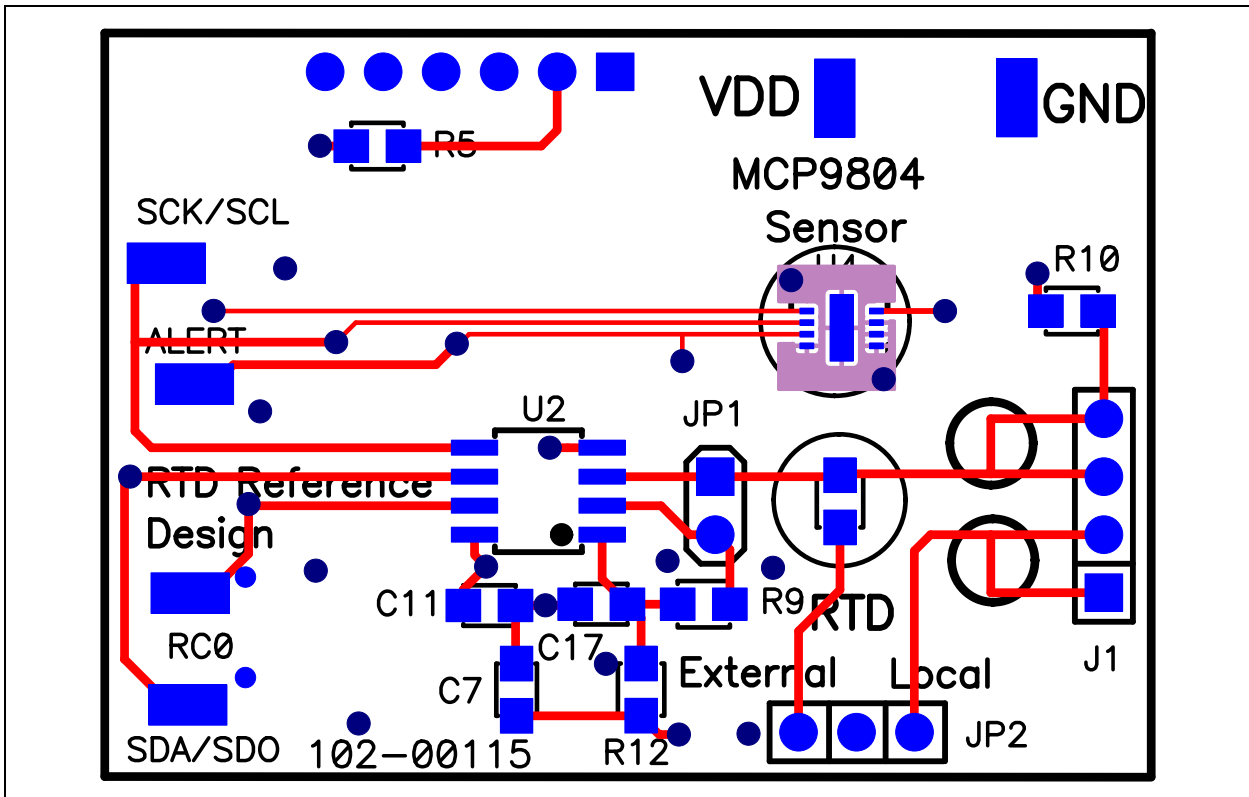 VDD
GND
R5
MCP9804
Sensor
U4
SCK/SCL
R10
ALERT
U2
JP1
RTD Reference
Design
C11
R9
RTD
C17
RC0
External
Local
J1
C7
SDA/SDO
102-00115
R12
JP2